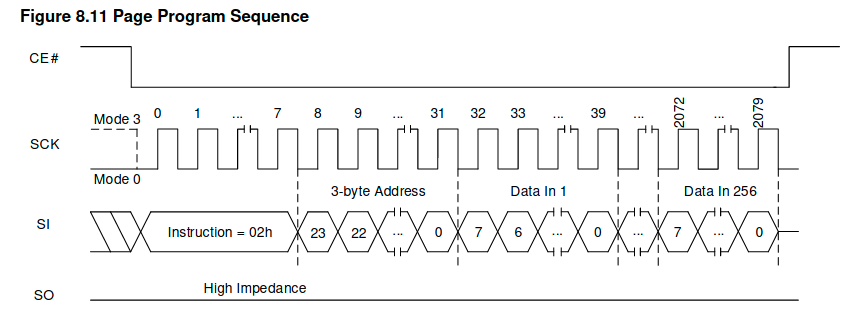 Figure 8.11 Page Program Sequence
CE#
Mode 3 0 1 ... 7 8 9 ... 31 32 33 ... 39 ... 2072 ... 2079
SCK
Mode 0
3-byte Address Data In 1 Data In 256
SI Instruction = 02h 23 22 ... 0 7 6 ... 0 ... 7 ... 0
High Impedance
SO